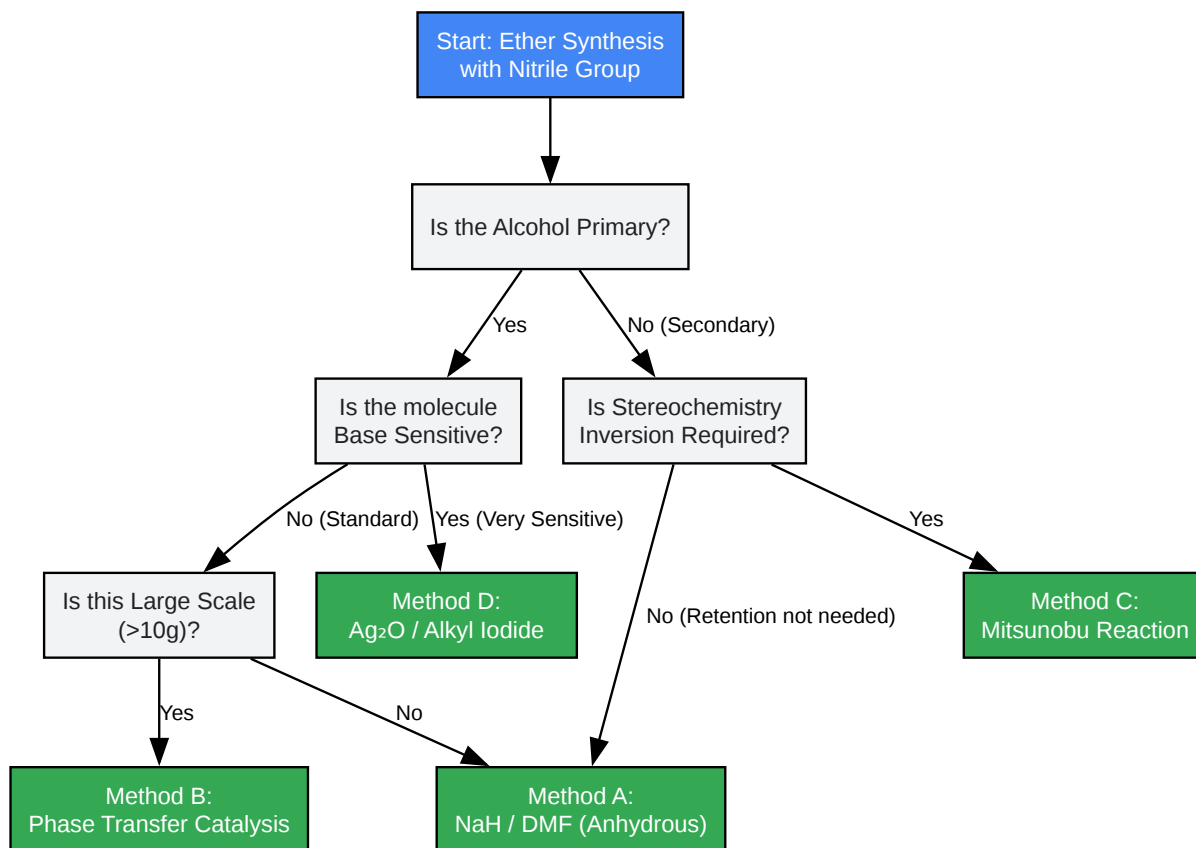 Start: Ether Synthesis
with Nitrile Group
Is the Alcohol Primary?
Yes
No (Secondary)
Is the molecule
Base Sensitive?
Is Stereochemistry
Inversion Required?
No (Standard)
Yes (Very Sensitive)
Yes
Is this Large Scale
(>10g)?
Method D:
Ag₂O / Alkyl Iodide
No (Retention not needed)
Method C:
Mitsunobu Reaction
Yes
No
Method B:
Phase Transfer Catalysis
Method A:
NaH / DMF (Anhydrous)